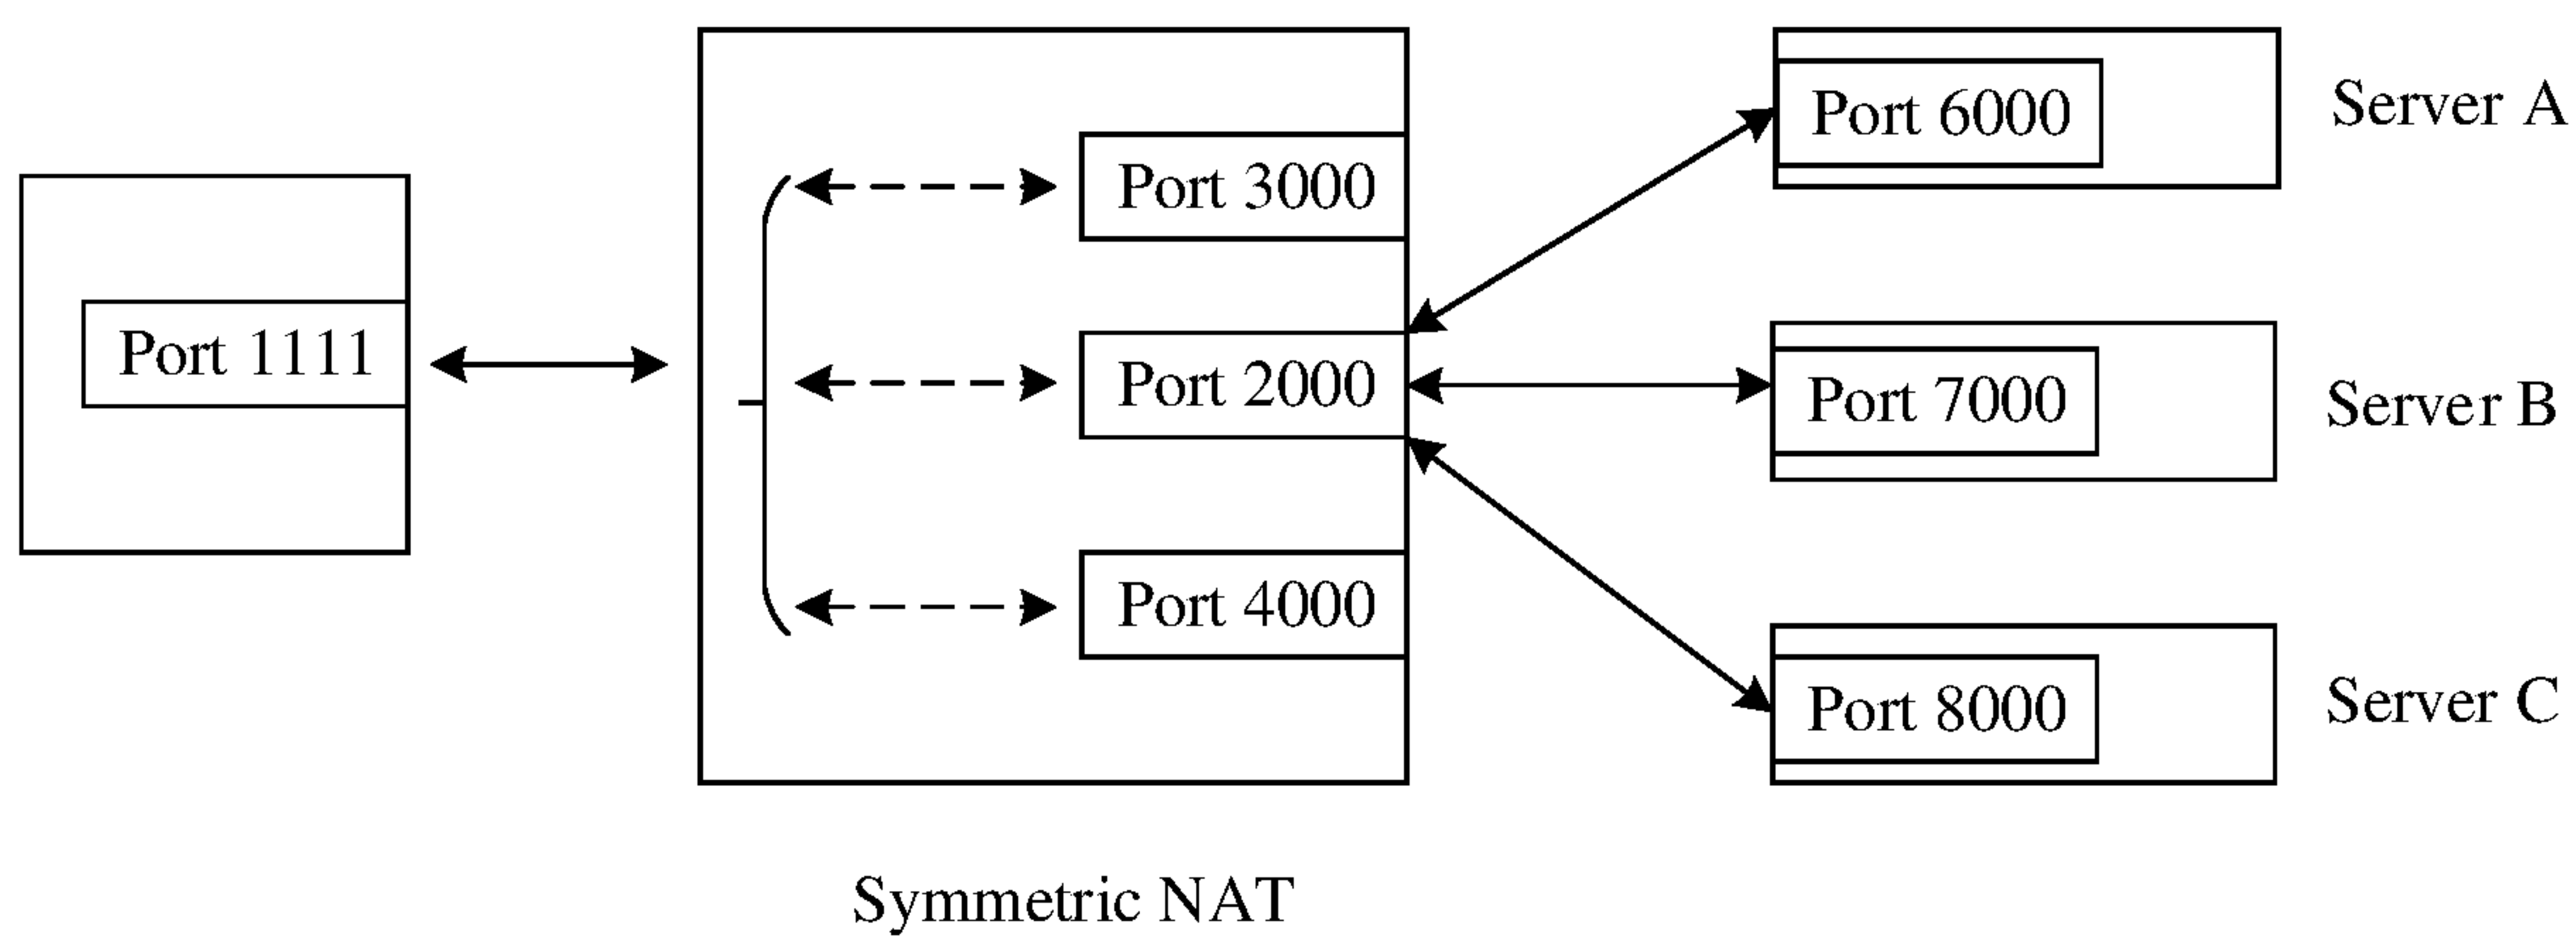 Port 1111
Port 3000
Port 2000
Port 4000
Port 6000
Server A
Port 7000
Server B
Port 8000
Server C
Symmetric NAT